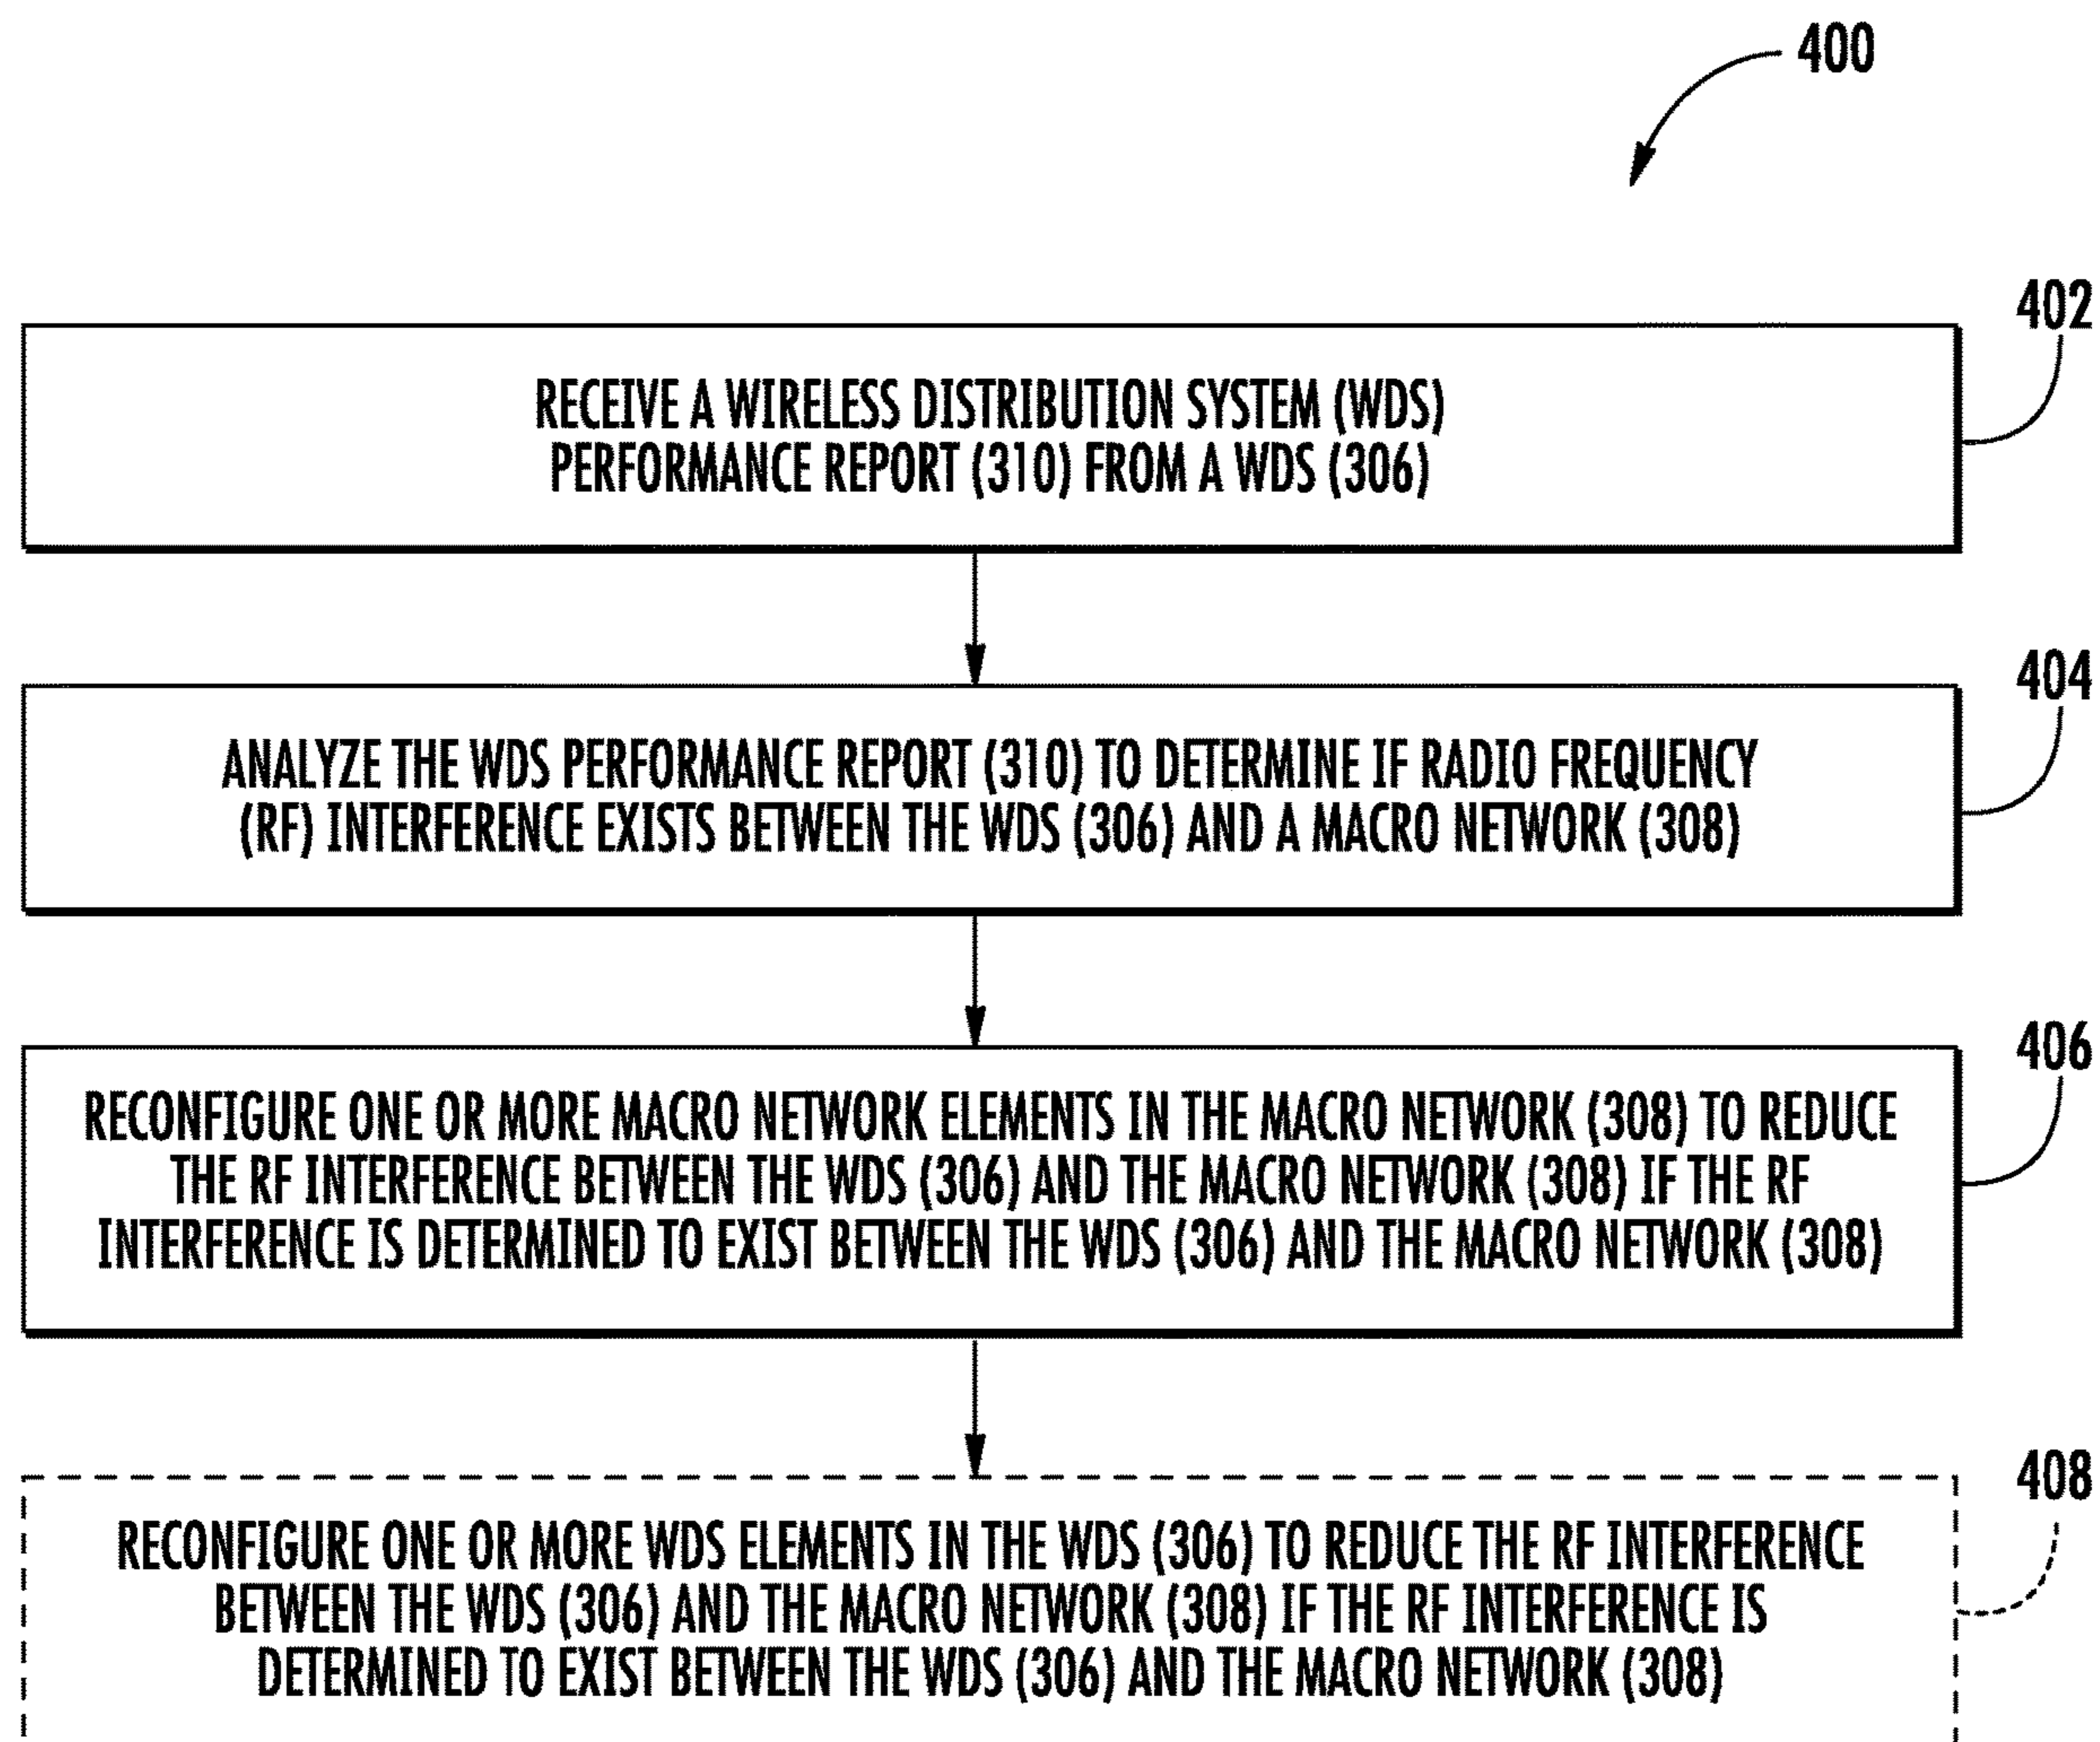 400
402
RECEIVE A WIRELESS DISTRIBUTION SYSTEM (WDS)
PERFORMANCE REPORT (310) FROM A WDS (306)
404
ANALYZE THE WDS PERFORMANCE REPORT (310) TO DETERMINE IF RADIO FREQUENCY
(RF) INTERFERENCE EXISTS BETWEEN THE WDS (306) AND A MACRO NETWORK (308)
406
RECONFIGURE ONE OR MORE MACRO NETWORK ELEMENTS IN THE MACRO NETWORK (308) TO REDUCE
THE RF INTERFERENCE BETWEEN THE WDS (306) AND THE MACRO NETWORK (308) IF THE RF
INTERFERENCE IS DETERMINED TO EXIST BETWEEN THE WDS (306) AND THE MACRO NETWORK (308)
408
RECONFIGURE ONE OR MORE WDS ELEMENTS IN THE WDS (306) TO REDUCE THE RF INTERFERENCE
BETWEEN THE WDS (306) AND THE MACRO NETWORK (308) IF THE RF INTERFERENCE IS
DETERMINED TO EXIST BETWEEN THE WDS (306) AND THE MACRO NETWORK (308)